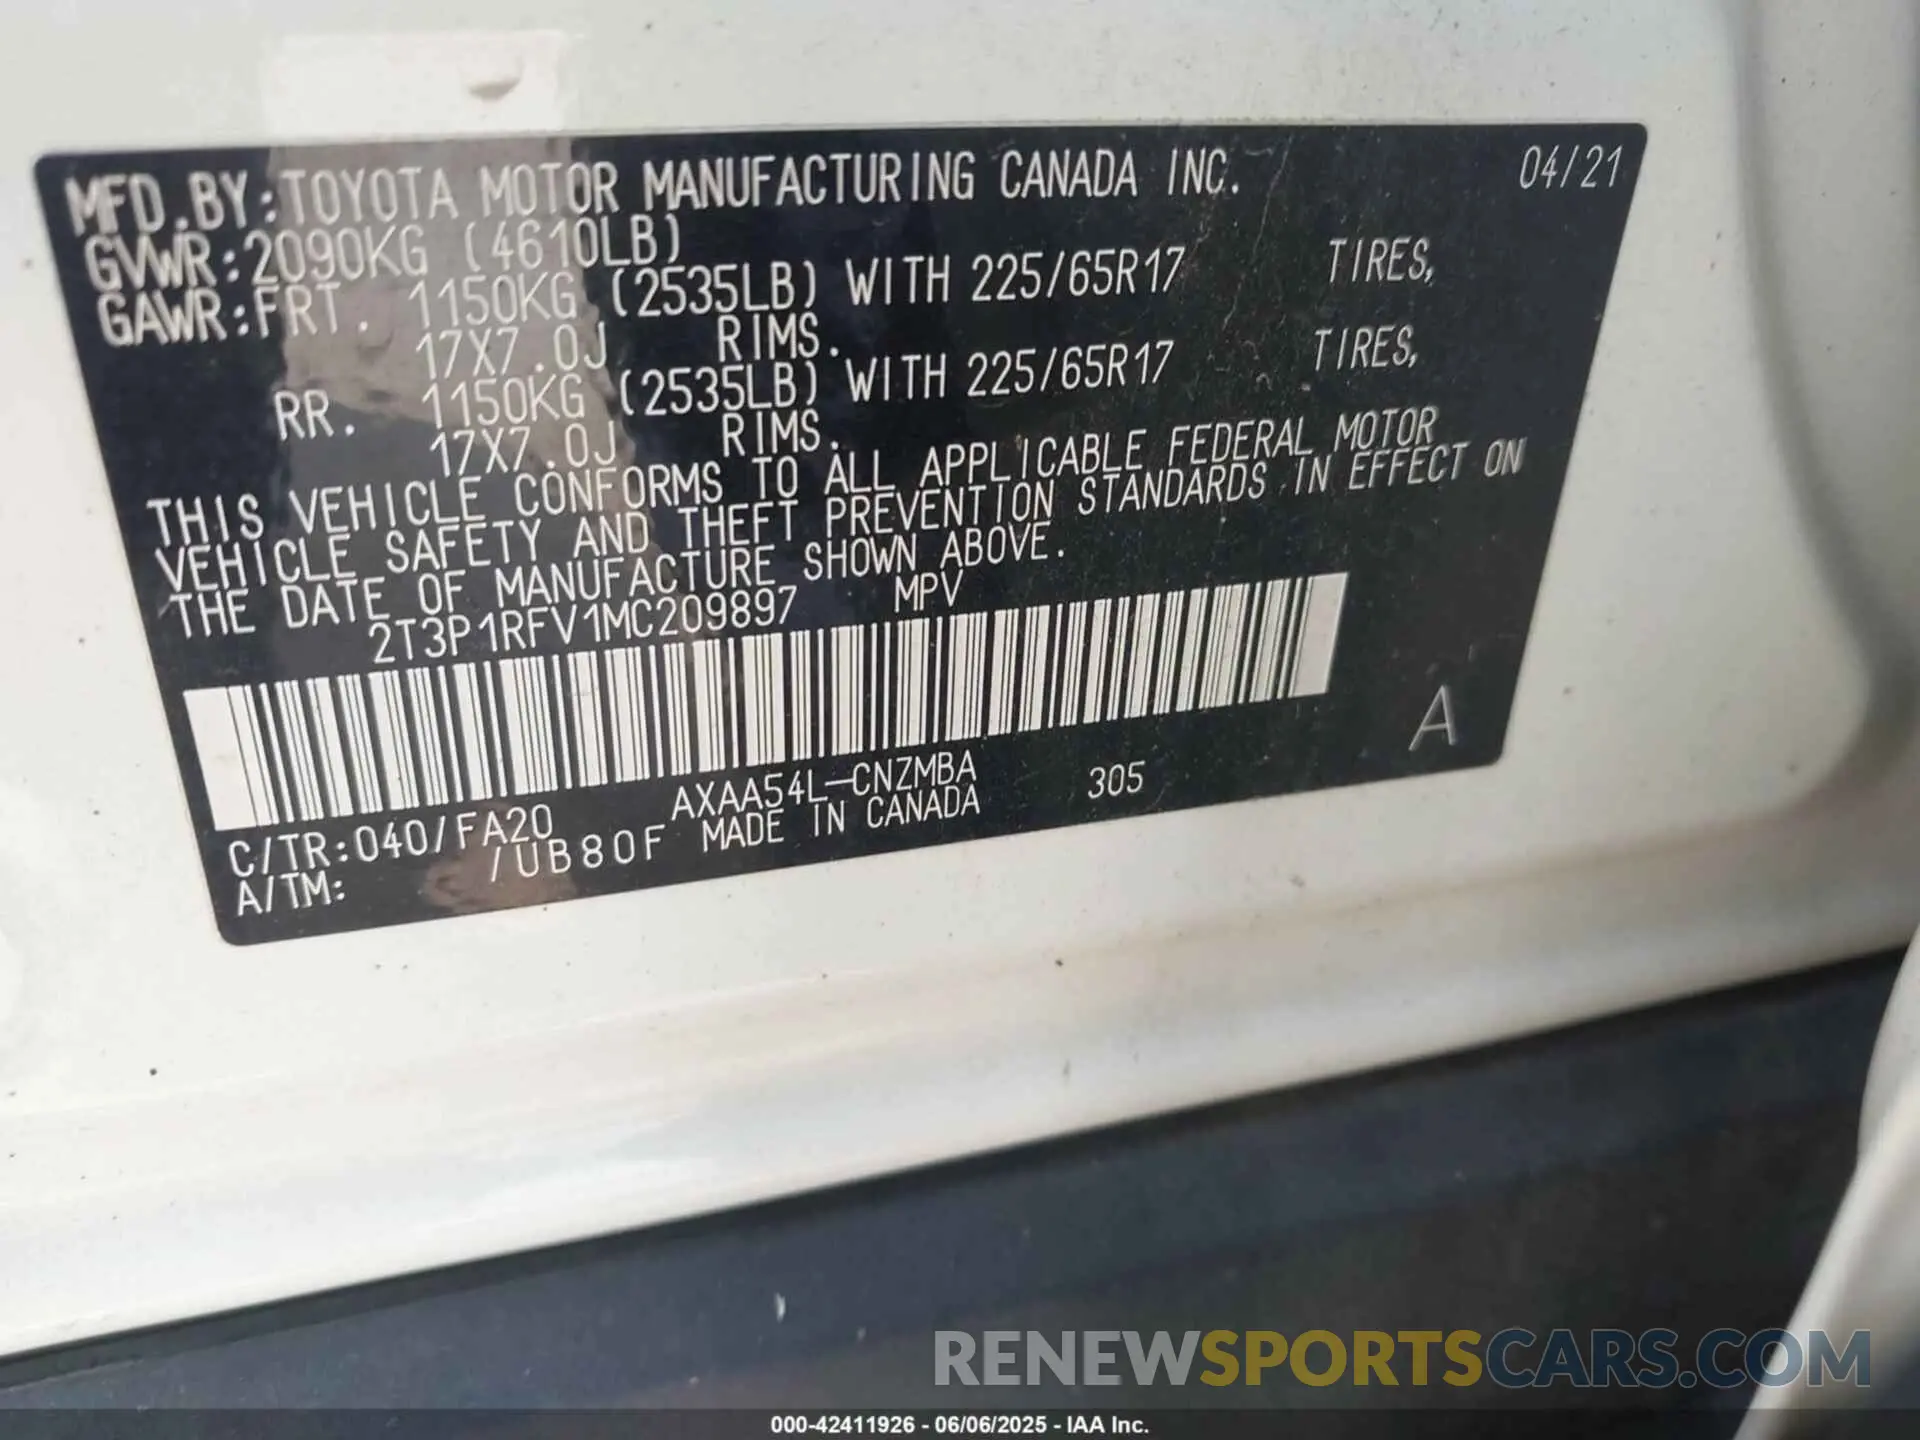 MFD.BY:TOYOTA MOTOR MANUFACTURING CANADA INC. 04/21
GVWR:2090KG (4610LB)
GAWR:FRT. 1150KG (2535LB) WITH 225/65R17 TIRES,
17X7.0J RIMS.
RR. 1150KG (2535LB) WITH 225/65R17 TIRES,
17X7.0J RIMS.
THIS VEHICLE CONFORMS TO ALL APPLICABLE FEDERAL MOTOR
VEHICLE SAFETY AND THEFT PREVENTION STANDARDS IN EFFECT ON
THE DATE OF MANUFACTURE SHOWN ABOVE.
2T3P1RFV1MC209897 MPV
A
C/TR:040/FA20 AXAA54L-CNZMBA 305
A/TM: /UB80F MADE IN CANADA
RENEWSPORTSCARS.COM
000-42411926 - 06/06/2025 - IAA Inc.